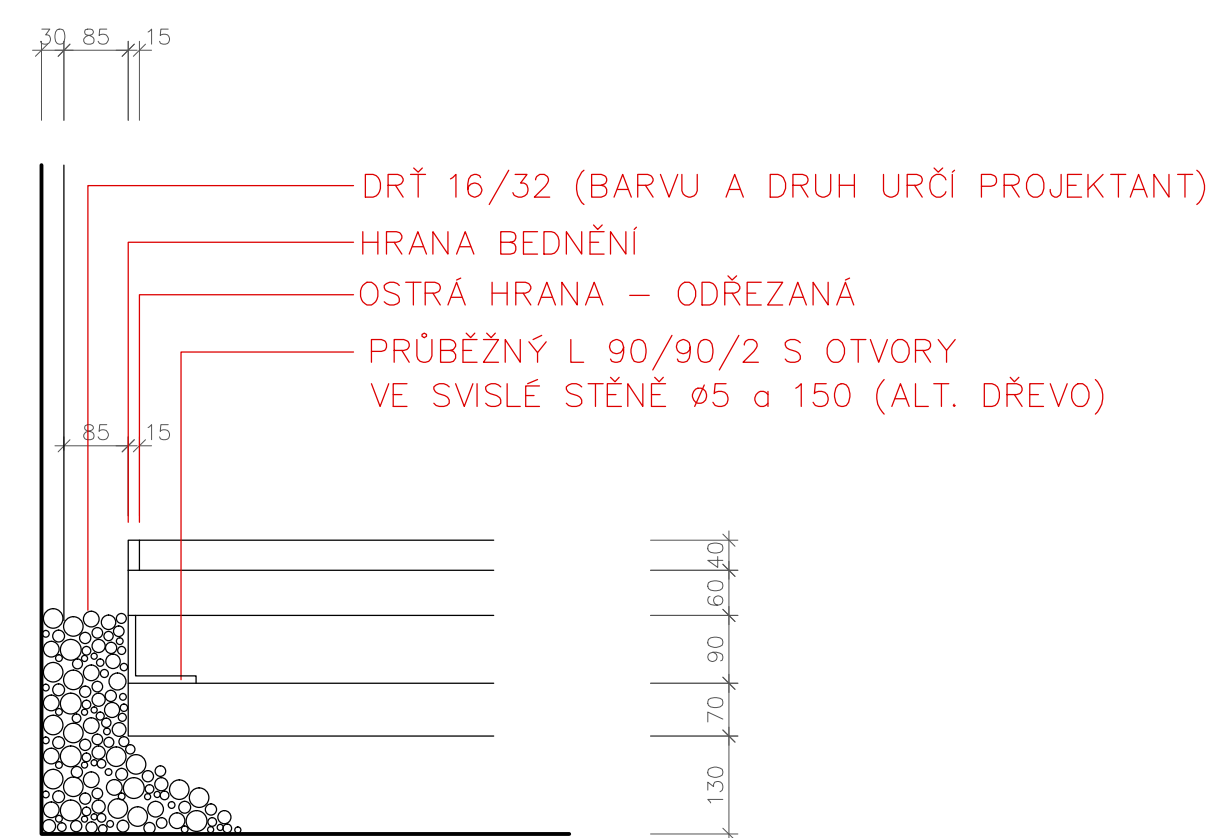 30 85 15
DRŤ 16/32 (BARVU A DRUH URČÍ PROJEKTANT)
HRANA BEDNĚNÍ
OSTRÁ HRANA – ODŘEZANÁ
PRŮBĚŽNÝ L 90/90/2 S OTVORY
VE SVISLÉ STĚNĚ ø5 a 150 (ALT. DŘEVO)
85 15
40
60
90
70
130